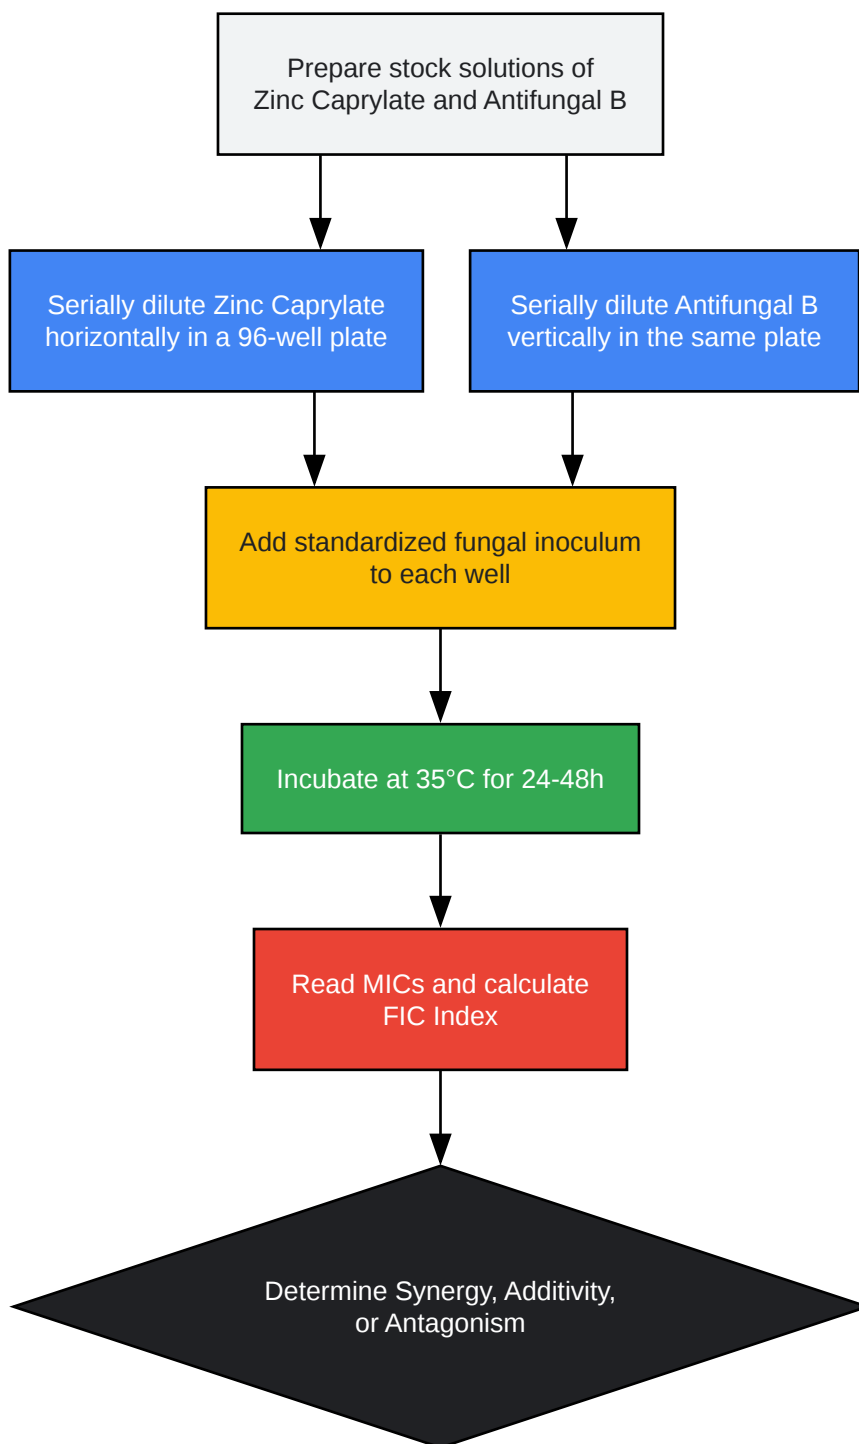 Prepare stock solutions of
Zinc Caprylate and Antifungal B
Serially dilute Zinc Caprylate
horizontally in a 96-well plate
Serially dilute Antifungal B
vertically in the same plate
Add standardized fungal inoculum
to each well
Incubate at 35°C for 24-48h
Read MICs and calculate
FIC Index
Determine Synergy, Additivity,
or Antagonism